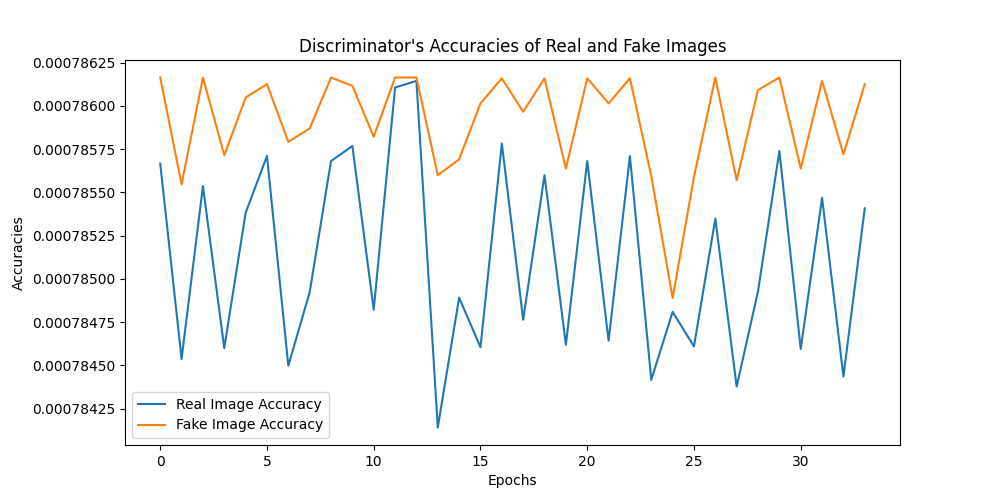 Discriminator's Accuracies of Real and Fake Images
0.00078625
0.00078600
0.00078575
0.00078550
0.00078525
0.00078500
0.00078475
0.00078450
0.00078425
Accuracies
Real Image Accuracy
Fake Image Accuracy
0 5 10 15 20 25 30
Epochs